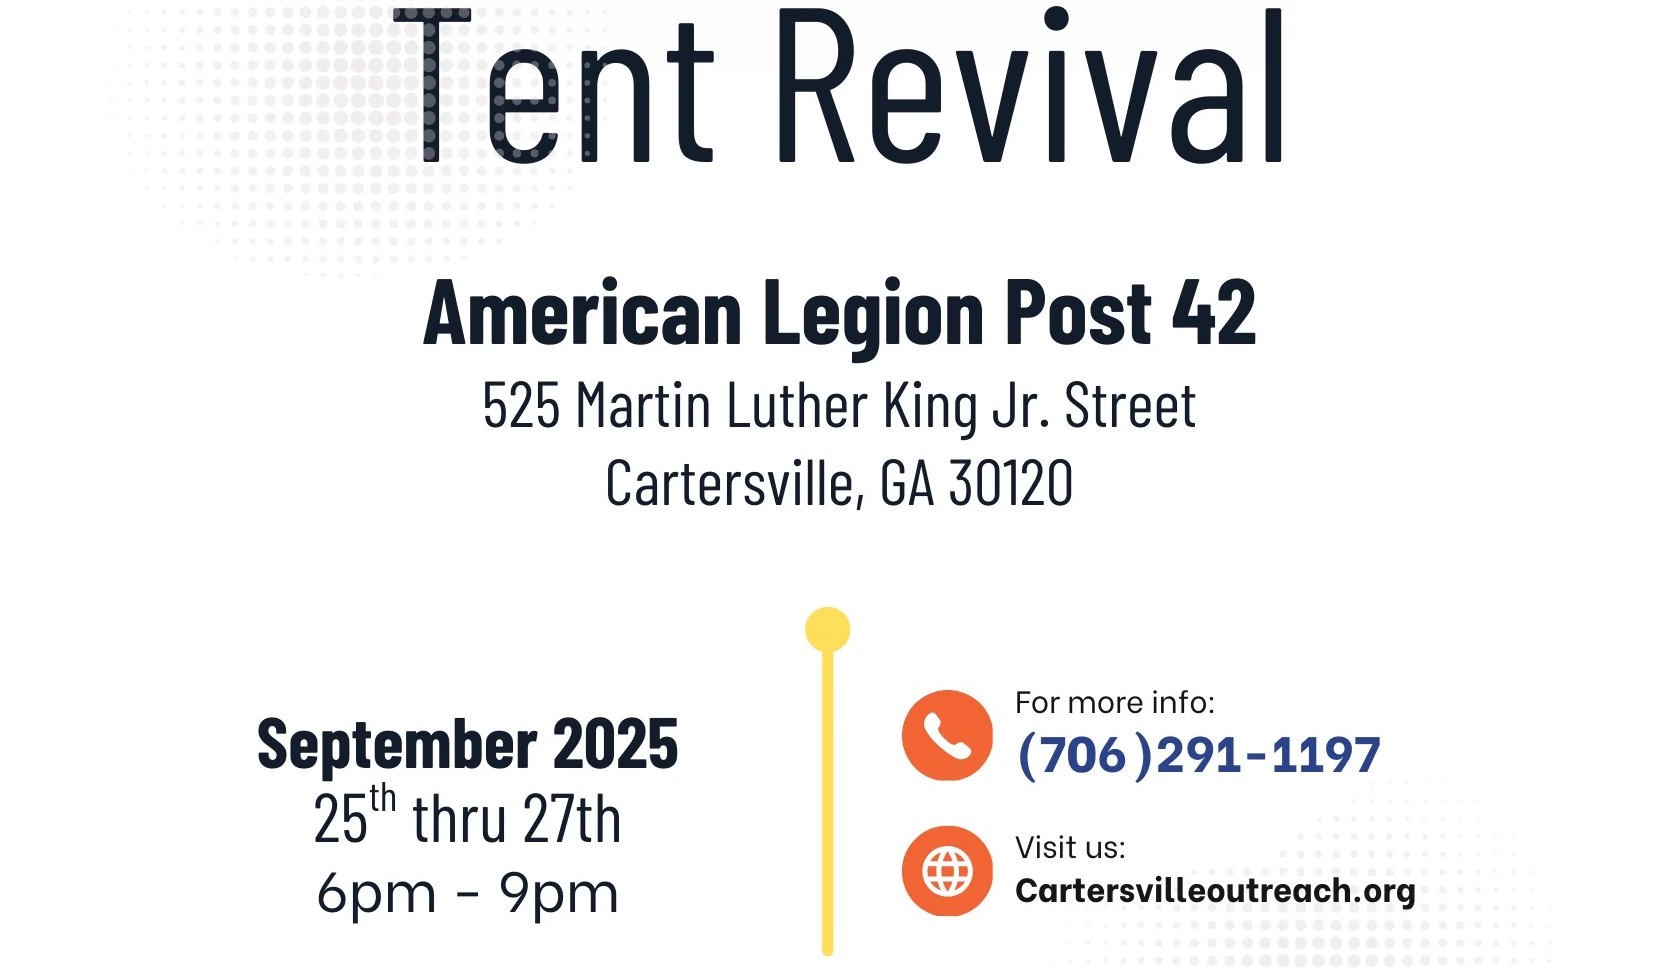 Tent Revival
American Legion Post 42
525 Martin Luther King Jr. Street
Cartersville, GA 30120
September 2025
25th thru 27th
6pm - 9pm
For more info:
(706)291-1197
Visit us:
Cartersvilleoutreach.org